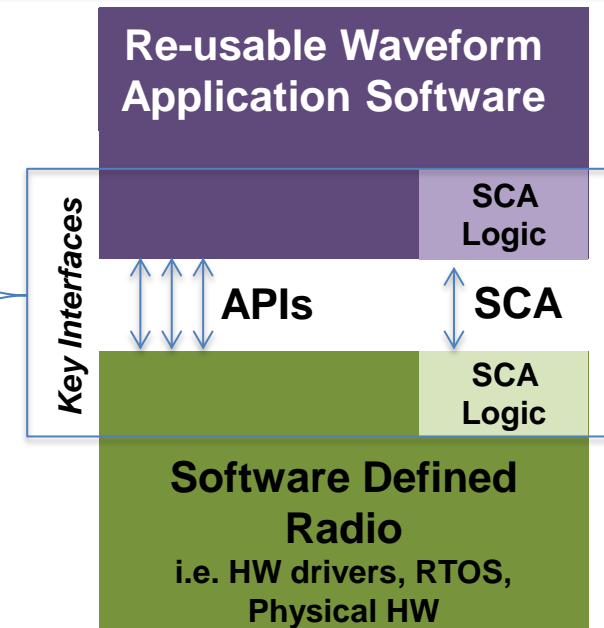 Re-usable Waveform
Application Software
SCA
Logic
Key Interfaces
APIs
SCA
SCA
Logic
Software Defined
Radio
i.e. HW drivers, RTOS,
Physical HW